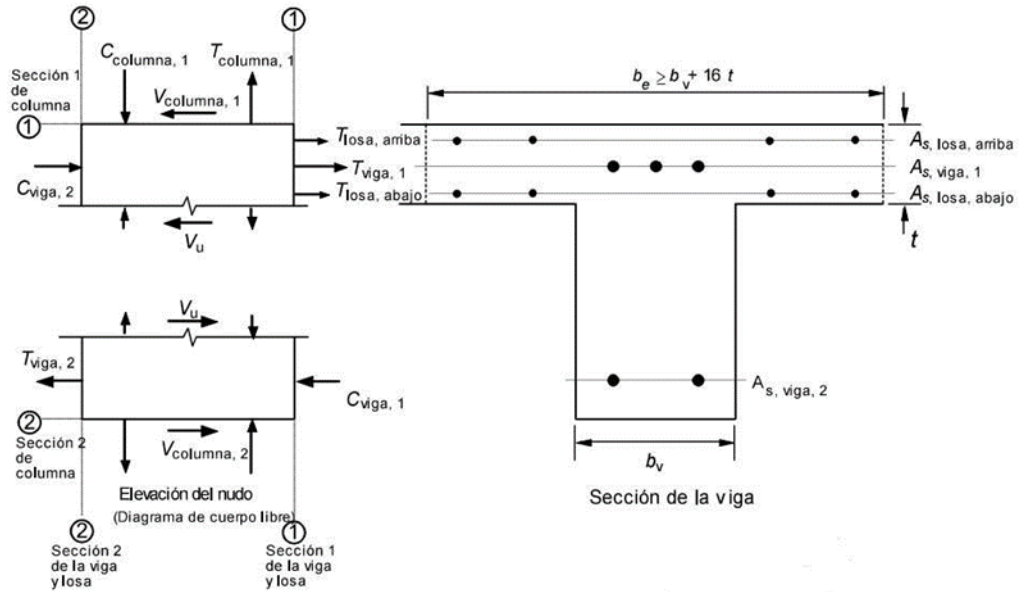 2
1
C columna, 1
T columna, 1
Sección 1
de
columna
V columna, 1
1
T losa, arriba
C viga, 2
T viga, 1
T losa, abajo
V u
V u
T viga, 2
C viga, 1
2
Sección 2
de
columna
V columna, 2
Elevación del nudo
(Diagrama de cuerpo libre)
2
Sección 2
de la viga
y losa
1
Sección 1
de la viga
y losa
b e ≥ b v + 16 t
A s, losa, arriba
A s, viga, 1
A s, losa, abajo
t
A s, viga, 2
b v
Sección de la viga